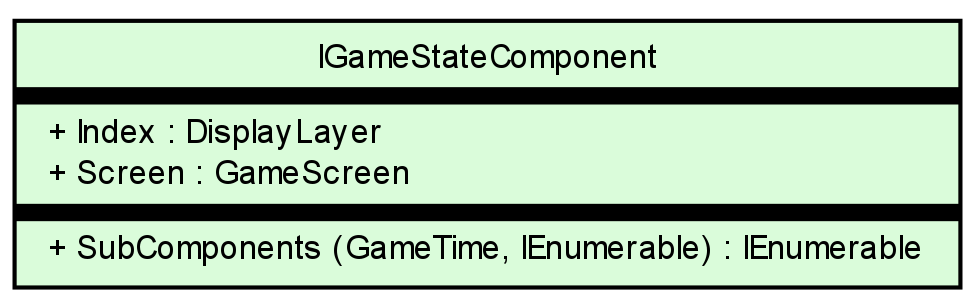 IGameStateComponent
+ Index : DisplayLayer
+ Screen : GameScreen
+ SubComponents (GameTime, IEnumerable) : IEnumerable